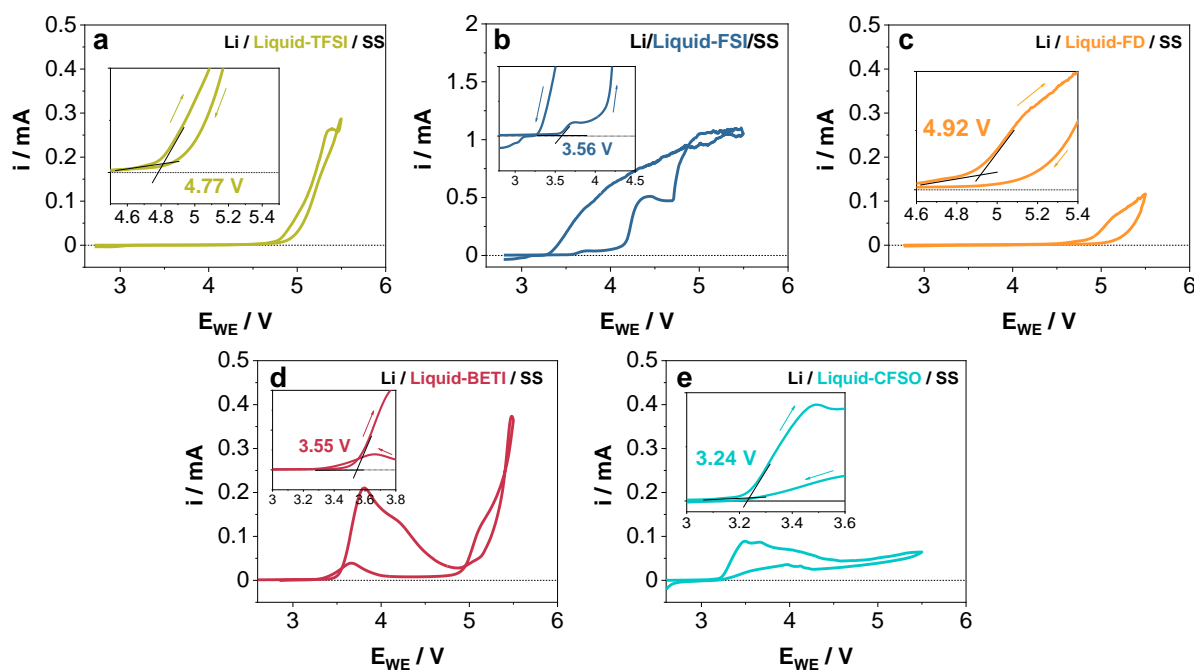 a
Li / Liquid-TFSI / SS
0.5
0.4
0.3
0.2
0.1
0
i / mA
4.77 V
4.6 4.8 5 5.2 5.4
3 4 5 6
E_WE / V
b
Li/Liquid-FSI/SS
2
1.5
1
0.5
0
i / mA
3.56 V
3 3.5 4 4.5
3 4 5 6
E_WE / V
c
Li / Liquid-FD / SS
0.5
0.4
0.3
0.2
0.1
0
i / mA
4.92 V
4.6 4.8 5 5.2 5.4
3 4 5 6
E_WE / V
d
Li / Liquid-BETI / SS
0.5
0.4
0.3
0.2
0.1
0
i / mA
3.55 V
3 3.2 3.4 3.6 3.8
3 4 5 6
E_WE / V
e
Li / Liquid-CFSO / SS
0.5
0.4
0.3
0.2
0.1
0
i / mA
3.24 V
3 3.2 3.4 3.6
3 4 5 6
E_WE / V